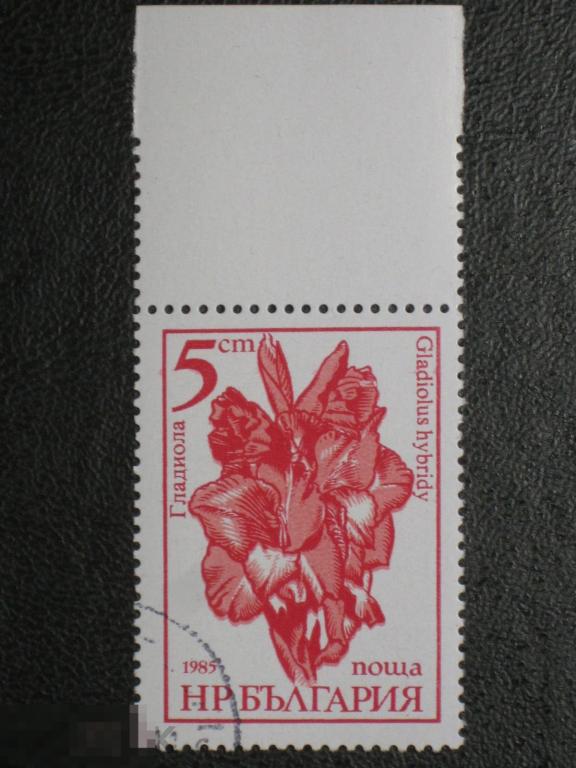 5 cm
Гладиола
Gladiolus hybridy
1985
поща
НР БЪЛГАРИЯ